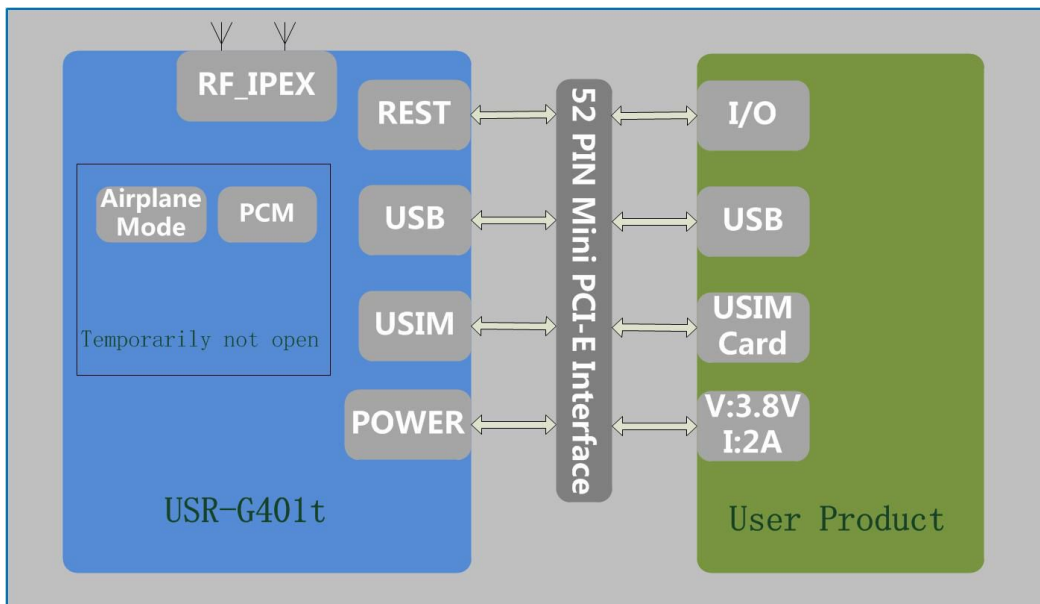 RF_IPEX
REST
Airplane
Mode
PCM
USB
USIM
Temporarily not open
POWER
USR-G401t
52 PIN Mini PCI-E Interface
I/O
USB
USIM
Card
V:3.8V
I:2A
User Product